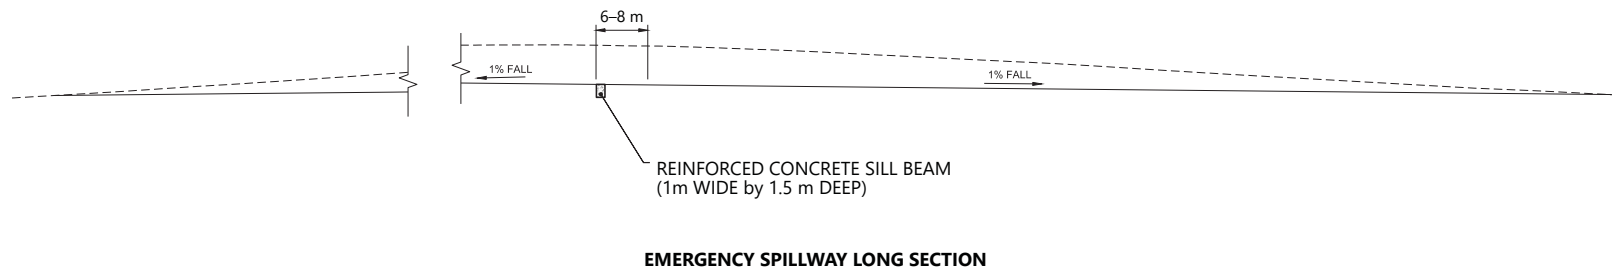 6–8 m
1% FALL
1% FALL
REINFORCED CONCRETE SILL BEAM
(1m WIDE by 1.5 m DEEP)
EMERGENCY SPILLWAY LONG SECTION